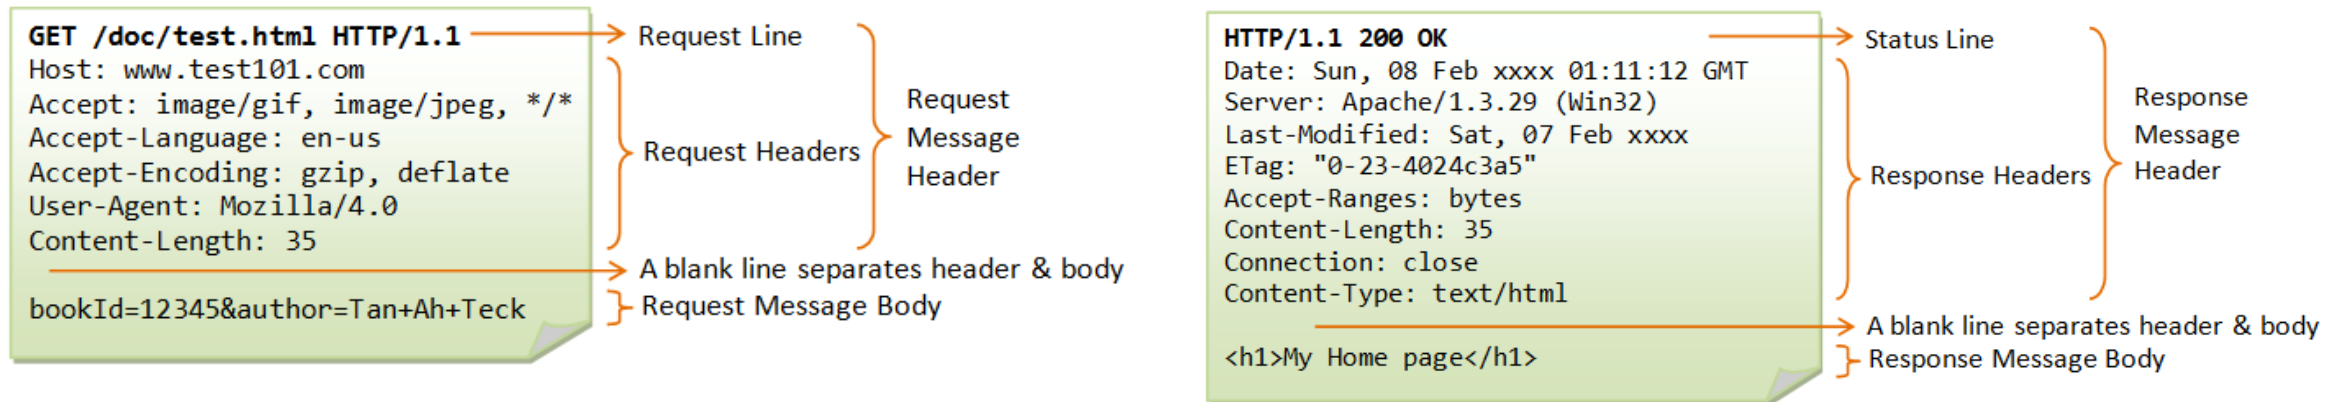 GET /doc/test.html HTTP/1.1
Host: www.test101.com
Accept: image/gif, image/jpeg, */*
Accept-Language: en-us
Accept-Encoding: gzip, deflate
User-Agent: Mozilla/4.0
Content-Length: 35
bookId=12345&author=Tan+Ah+Teck
Request Line
Request Headers
Request
Message
Header
A blank line separates header & body
Request Message Body
HTTP/1.1 200 OK
Date: Sun, 08 Feb xxxx 01:11:12 GMT
Server: Apache/1.3.29 (Win32)
Last-Modified: Sat, 07 Feb xxxx
ETag: "0-23-4024c3a5"
Accept-Ranges: bytes
Content-Length: 35
Connection: close
Content-Type: text/html
<h1>My Home page</h1>
Status Line
Response Headers
Response
Message
Header
A blank line separates header & body
Response Message Body